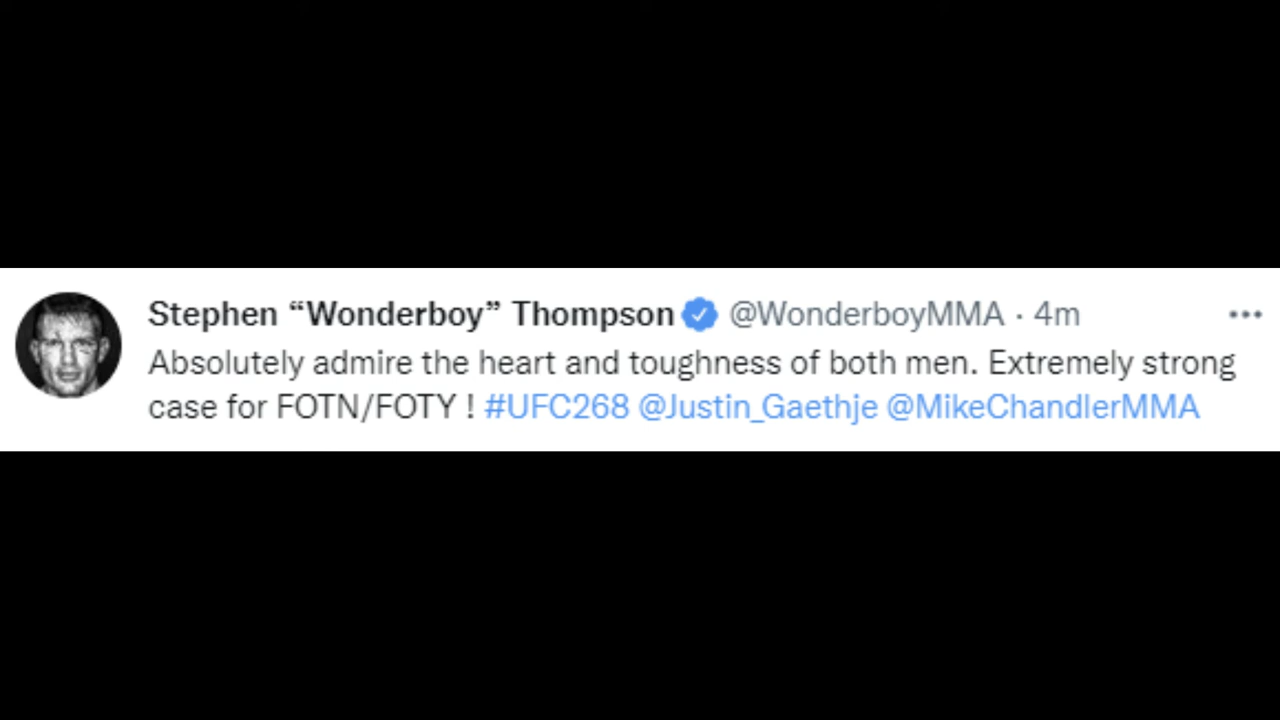 Stephen “Wonderboy” Thompson @WonderboyMMA · 4m
Absolutely admire the heart and toughness of both men. Extremely strong
case for FOTN/FOTY ! #UFC268 @Justin_Gaethje @MikeChandlerMMA